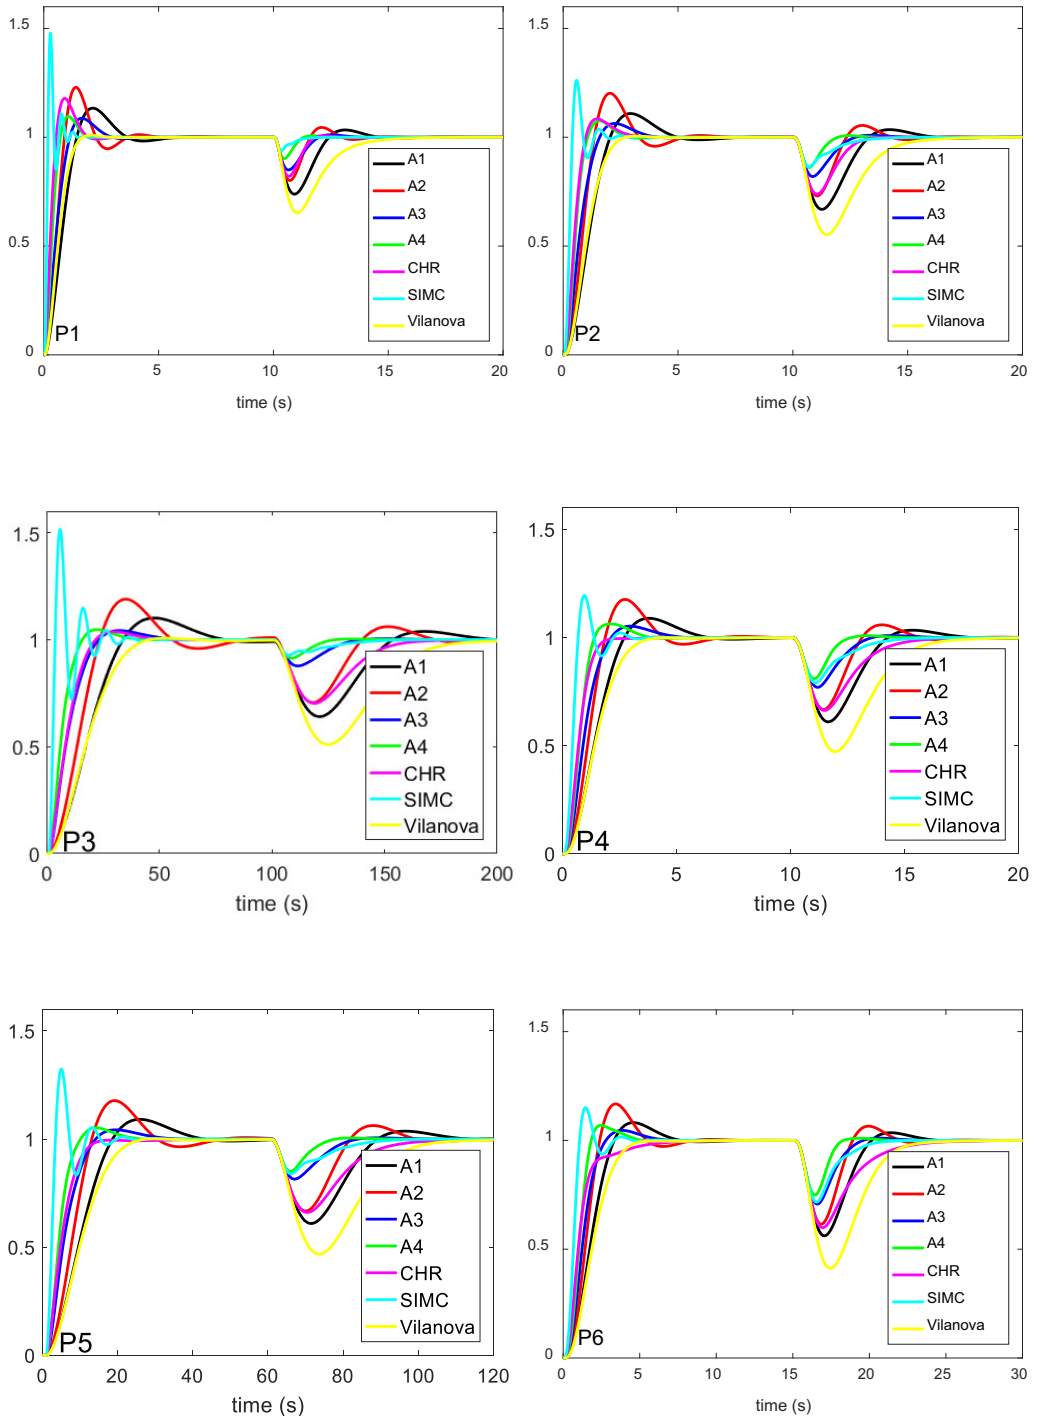 1.5
1
0.5
0
A1
A2
A3
A4
CHR
SIMC
Vilanova
P1
0 5 10 15 20
time (s)
1.5
1
0.5
0
A1
A2
A3
A4
CHR
SIMC
Vilanova
P2
0 5 10 15 20
time (s)
1.5
1
0.5
0
A1
A2
A3
A4
CHR
SIMC
Vilanova
P3
0 50 100 150 200
time (s)
1.5
1
0.5
0
A1
A2
A3
A4
CHR
SIMC
Vilanova
P4
0 5 10 15 20
time (s)
1.5
1
0.5
0
A1
A2
A3
A4
CHR
SIMC
Vilanova
P5
0 20 40 60 80 100 120
time (s)
1.5
1
0.5
0
A1
A2
A3
A4
CHR
SIMC
Vilanova
P6
0 5 10 15 20 25 30
time (s)